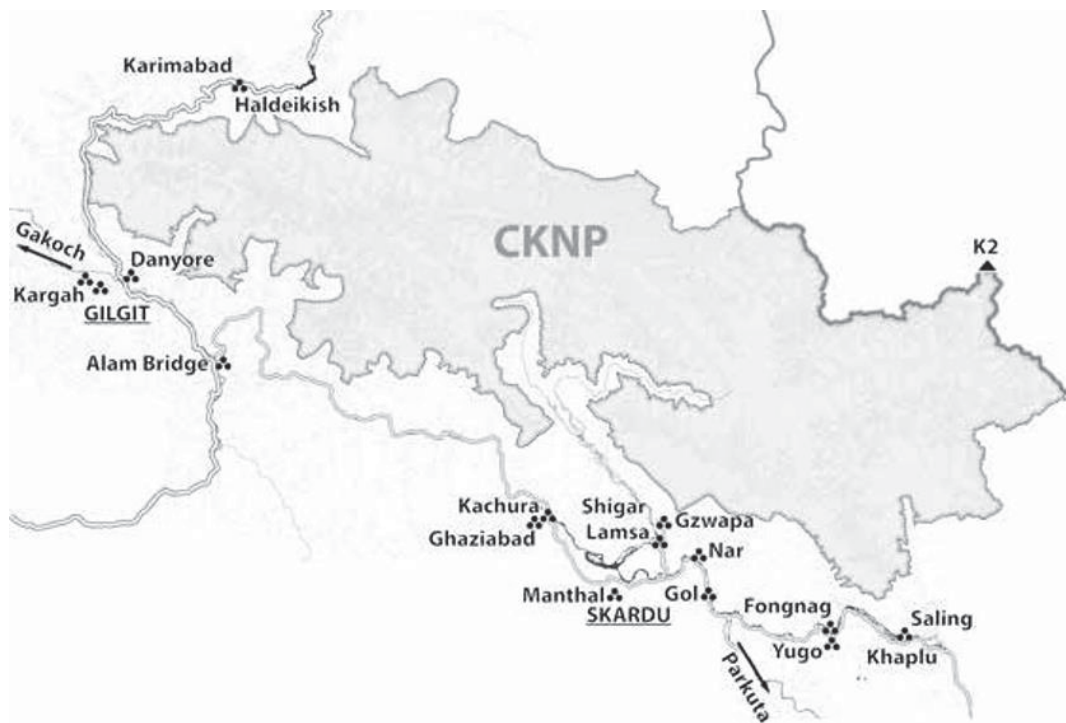 Karimabad
Haldeikish
CKNP
K2
Gakoch
Danyore
Kargah
GILGIT
Alam Bridge
Kachura
Ghaziabad
Shigar
Lamsa
Gzwapa
Nar
Manthal
SKARDU
Gol
Fongnag
Yugo
Saling
Khaplu
Parkuta